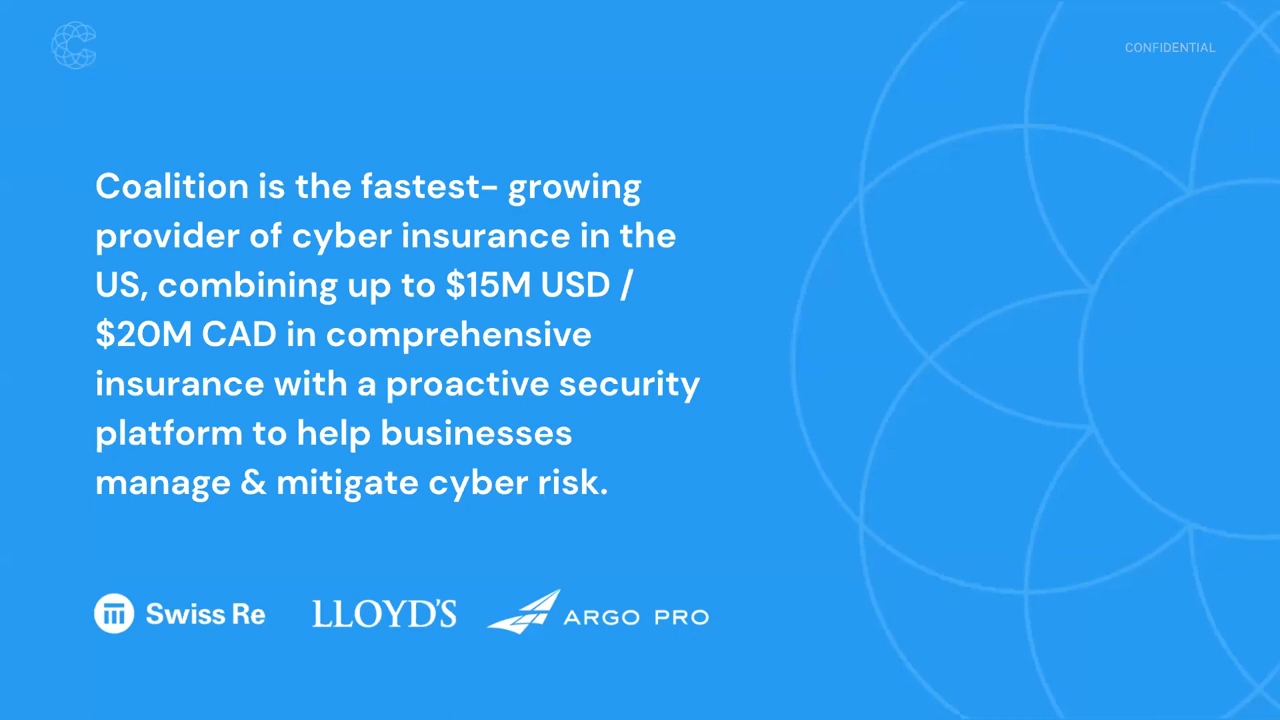 CONFIDENTIAL
Coalition is the fastest- growing
provider of cyber insurance in the
US, combining up to $15M USD /
$20M CAD in comprehensive
insurance with a proactive security
platform to help businesses
manage & mitigate cyber risk.
Swiss Re LLOYD'S ARGO PRO